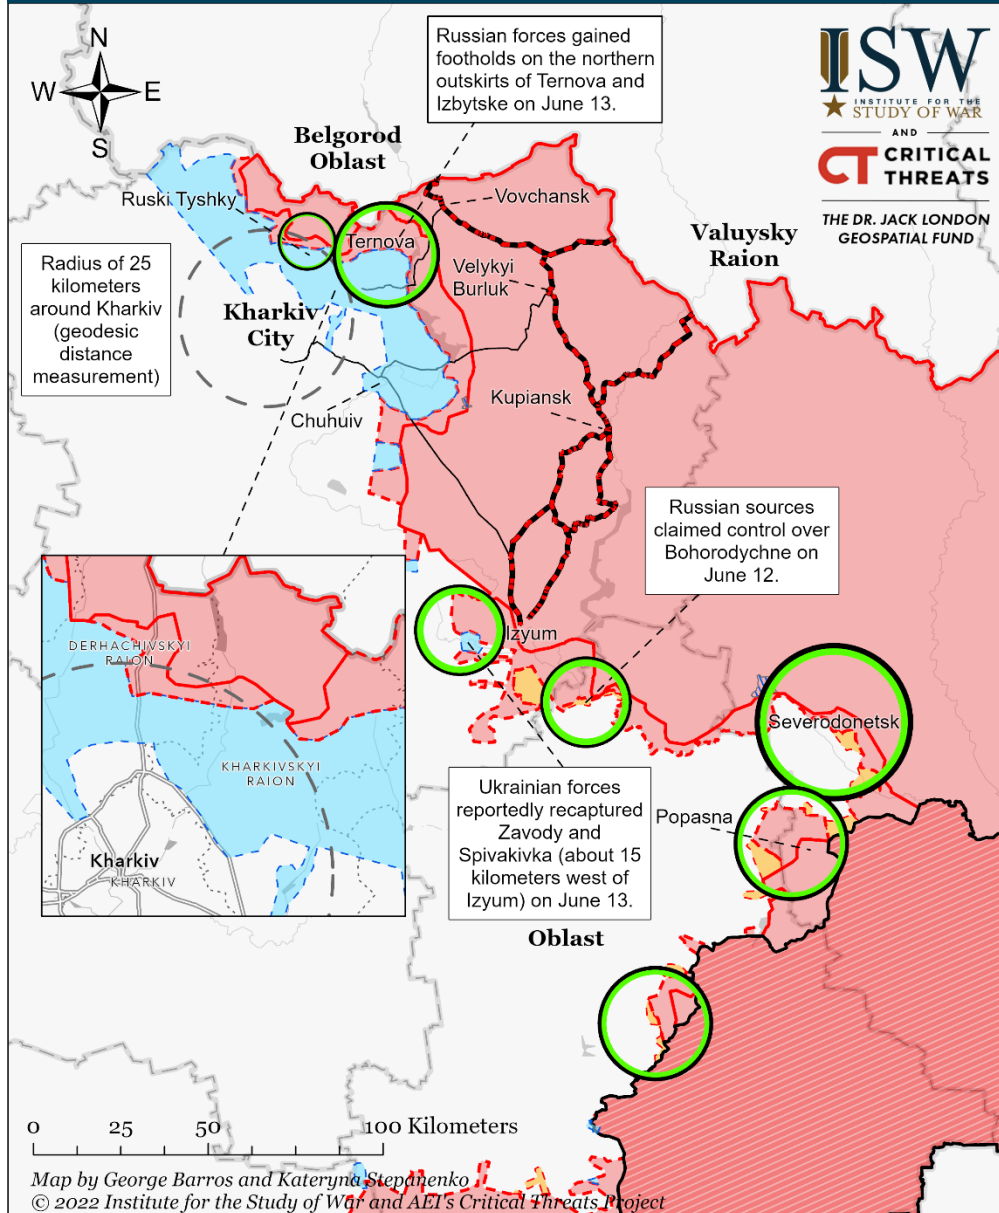 N
W
E
S
Russian forces gained
footholds on the northern
outskirts of Ternova and
Izbytske on June 13.
ISW
INSTITUTE FOR THE
STUDY OF WAR
AND
CT CRITICAL
THREATS
THE DR. JACK LONDON
GEOSPATIAL FUND
Belgorod
Oblast
Ruski Tyshky
Vovchansk
Ternova
Valuysky
Raion
Radius of 25
kilometers
around Kharkiv
(geodesic
distance
measurement)
Velykyi
Burluk
Kharkiv
City
Kupiansk
Chuhuiv
Russian sources
claimed control over
Bohorodychne on
June 12.
Izyum
DERHACHIVSKYI
RAION
KHARKIVSKYI
RAION
Kharkiv
KHARKIV
Severodonetsk
Ukrainian forces
reportedly recaptured
Zavody and
Spivakivka (about 15
kilometers west of
Izyum) on June 13.
Popasna
Oblast
0 25 50 100 Kilometers
Map by George Barros and Kateryna Stepanenko
© 2022 Institute for the Study of War and AEI's Critical Threats Project